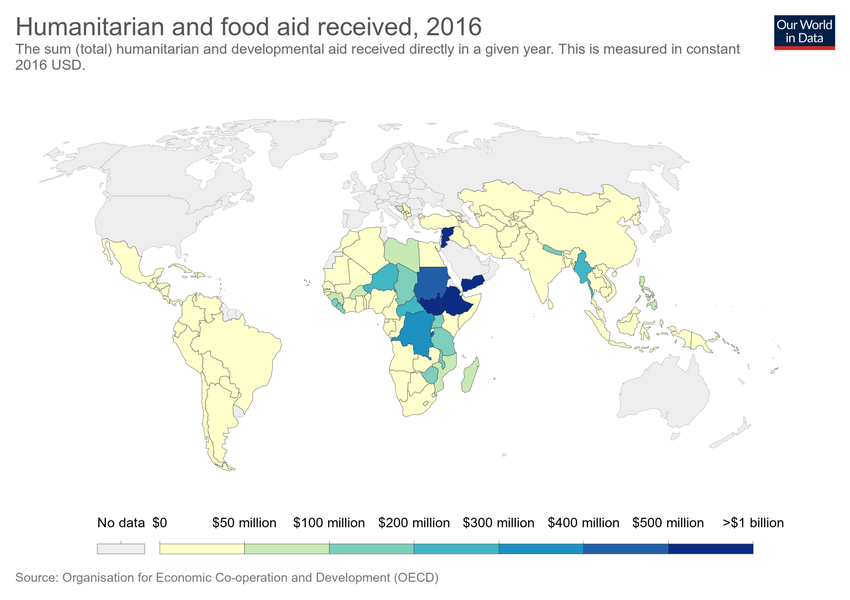 Humanitarian and food aid received, 2016
Our World
in Data
The sum (total) humanitarian and developmental aid received directly in a given year. This is measured in constant
2016 USD.
No data $0 $50 million $100 million $200 million $300 million $400 million $500 million >$1 billion
Source: Organisation for Economic Co-operation and Development (OECD)